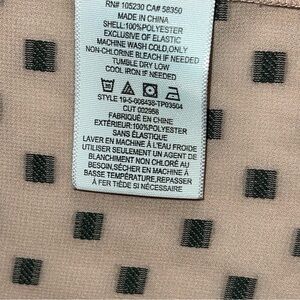 RN# 105230 CA# 58350
MADE IN CHINA
SHELL:100%POLYESTER
EXCLUSIVE OF ELASTIC
MACHINE WASH COLD,ONLY
NON-CHLORINE BLEACH IF NEEDED
TUMBLE DRY LOW
COOL IRON IF NEEDED
STYLE 19-5-008438-TP03504
CUT 002958
FABRIQUÉ EN CHINE
EXTÉRIEUR:100%POLYESTER
SANS ÉLASTIQUE
LAVER EN MACHINE À L'EAU FROIDE
UTILISER SEULEMENT UN AGENT DE
BLANCHIMENT NON CHLORÉ AU
BESOIN,SÉCHER EN MACHINE À
BASSE TEMPÉRATURE,REPASSER
À FER TIÈDE SI NÉCESSAIRE